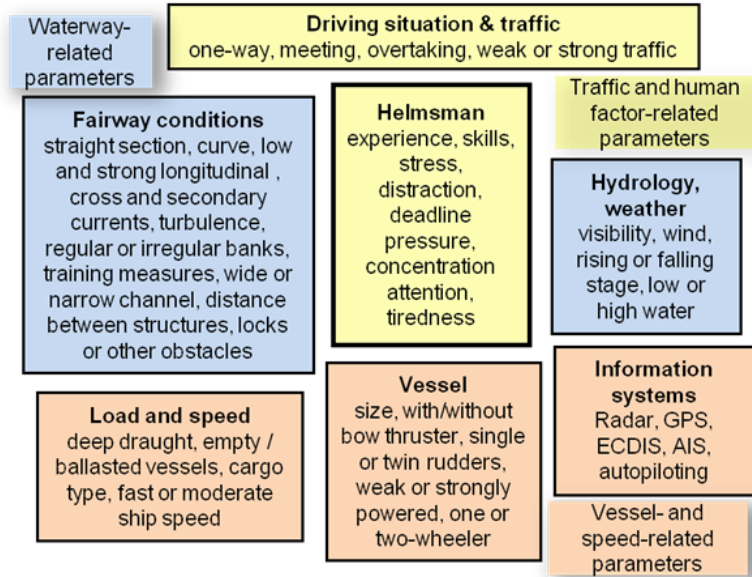 Waterway-
related
parameters
Driving situation & traffic
one-way, meeting, overtaking, weak or strong traffic
Fairway conditions
straight section, curve, low
and strong longitudinal ,
cross and secondary
currents, turbulence,
regular or irregular banks,
training measures, wide or
narrow channel, distance
between structures, locks
or other obstacles
Helmsman
experience, skills,
stress,
distraction,
deadline
pressure,
concentration
attention,
tiredness
Traffic and human
factor-related
parameters
Hydrology,
weather
visibility, wind,
rising or falling
stage, low or
high water
Load and speed
deep draught, empty /
ballasted vessels, cargo
type, fast or moderate
ship speed
Vessel
size, with/without
bow thruster, single
or twin rudders,
weak or strongly
powered, one or
two-wheeler
Information
systems
Radar, GPS,
ECDIS, AIS,
autopiloting
Vessel- and
speed-related
parameters